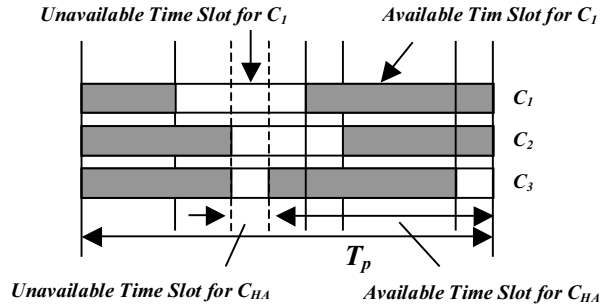 Unavailable Time Slot for C1
Available Tim Slot for C1
C1
C2
C3
Tp
Unavailable Time Slot for CHA
Available Time Slot for CHA